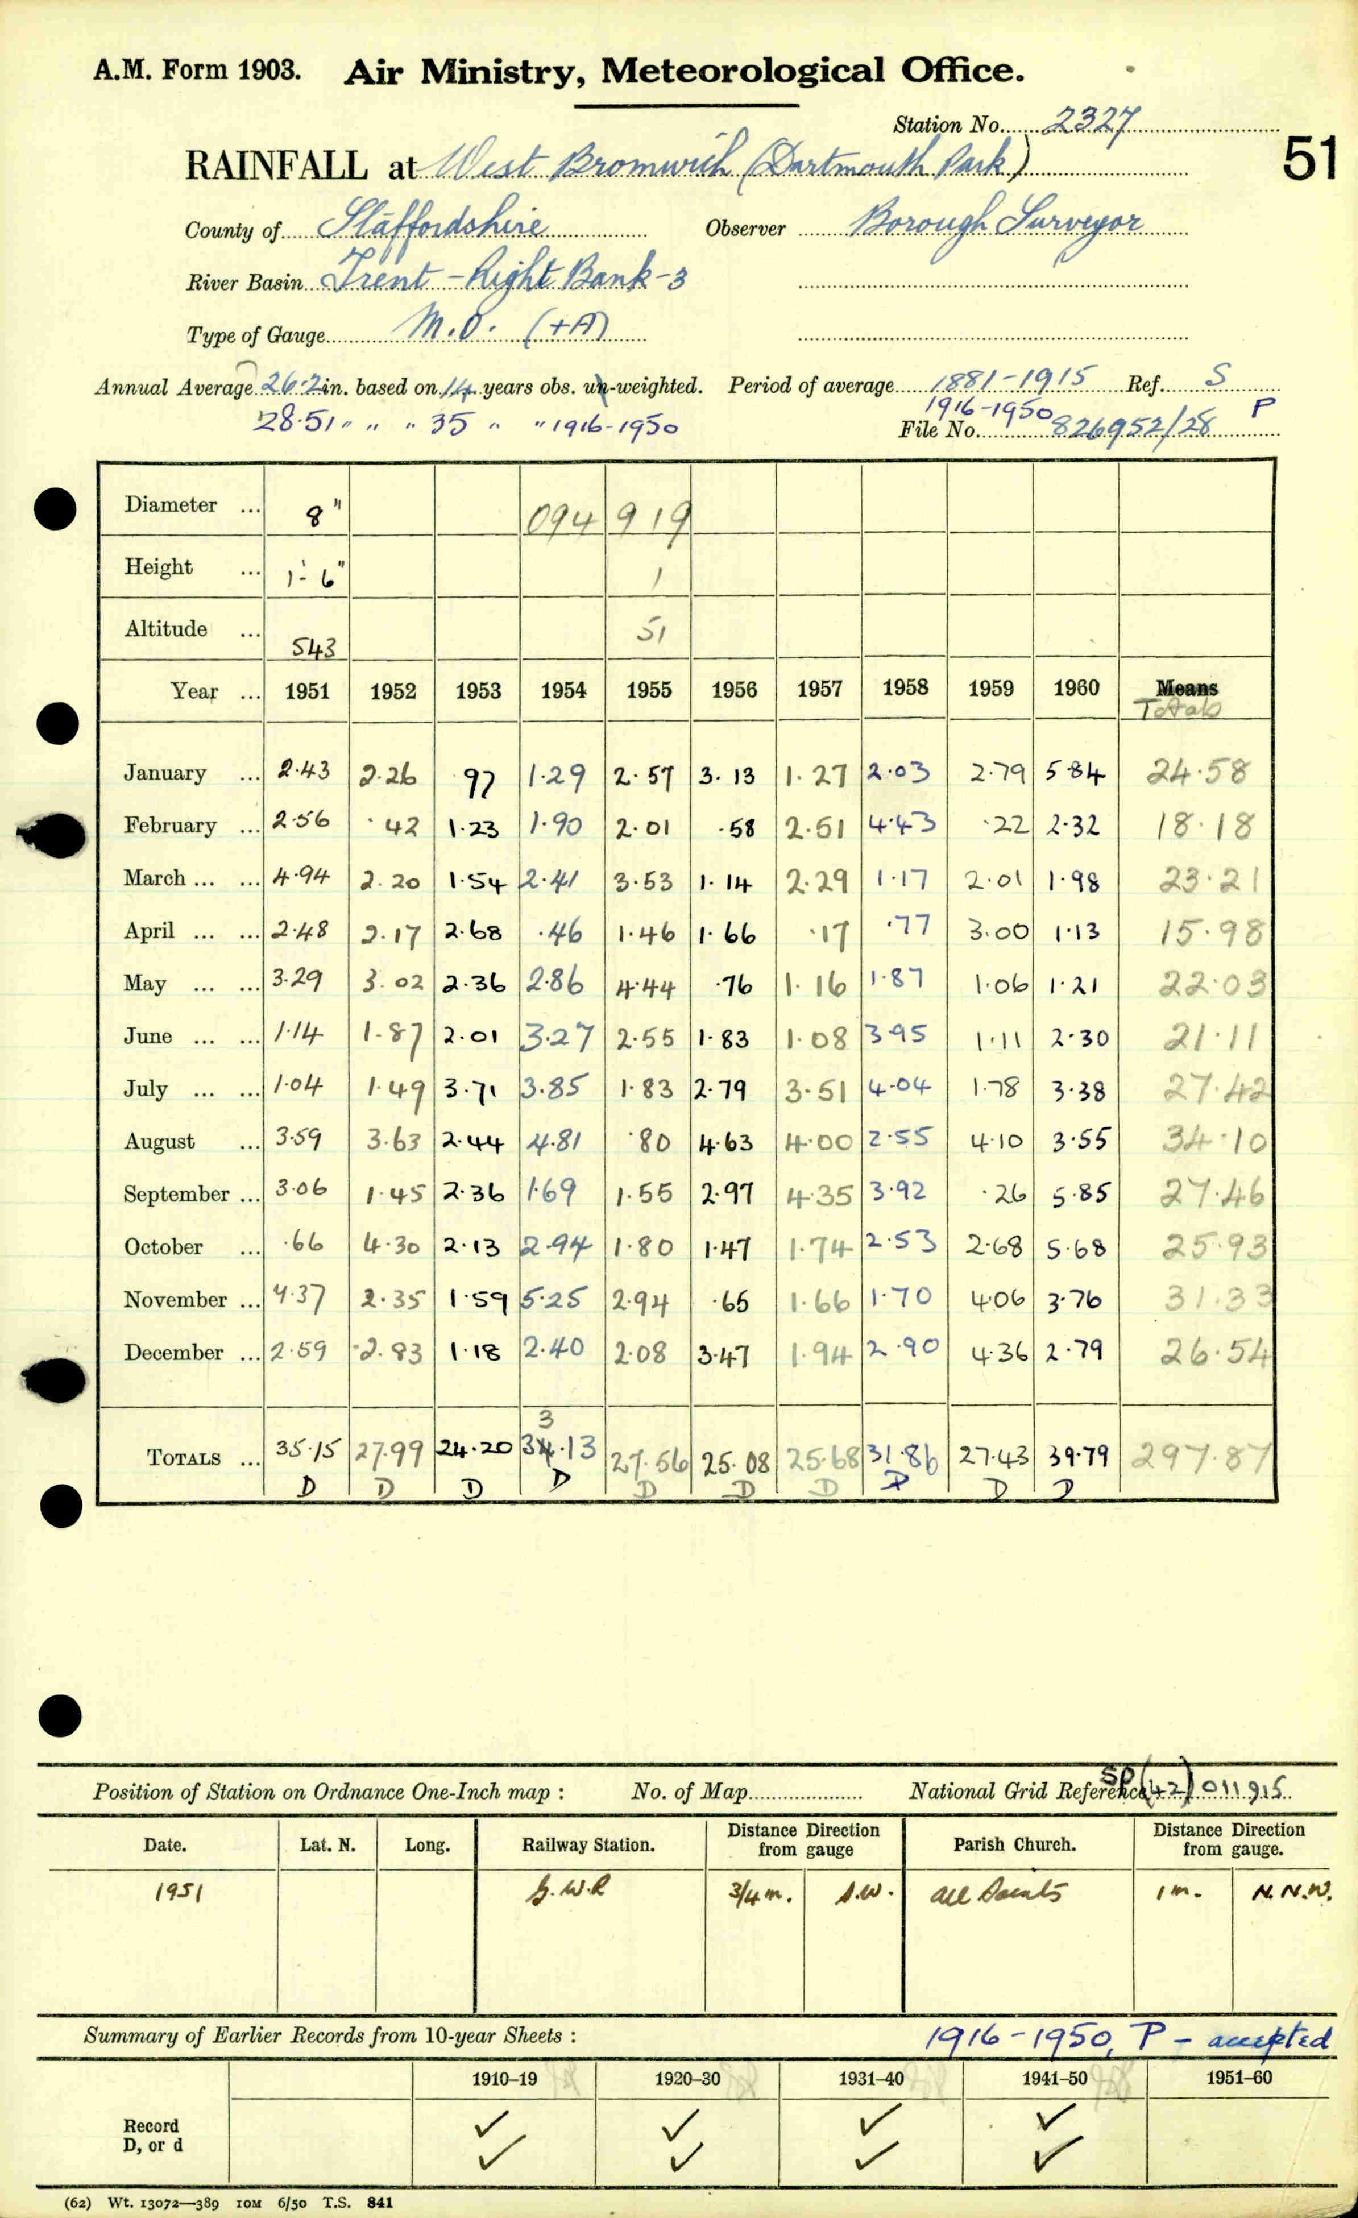 A.M. Form 1903. Air Ministry, Meteorological Office.
Station No. 2327
RAINFALL at West Bromwich (Dartmouth Park)
51
County of Staffordshire Observer Borough Surveyor
River Basin Trent - Right Bank - 3
Type of Gauge M.O. (+A)
Annual Average 26.2 in. based on 14 years obs. un-weighted. Period of average 1881-1915 Ref. S
28.51 " " " 35 " " 1916-1950 1916-1950 P
File No. 826952/28
Diameter ... 8" 094 919
Height ... 1'-6" 1
Altitude ... 543 51
Year ... 1951 1952 1953 1954 1955 1956 1957 1958 1959 1960 Means
Totals
January ... 2.43 2.26 .97 1.29 2.57 3.13 1.27 2.03 2.79 5.84 24.58
February ... 2.56 .42 1.23 1.90 2.01 .58 2.51 4.43 .22 2.32 18.18
March ... ... 4.94 2.20 1.54 2.41 3.53 1.14 2.29 1.17 2.01 1.98 23.21
April ... ... 2.48 2.17 2.68 .46 1.46 1.66 .17 .77 3.00 1.13 15.98
May ... ... 3.29 3.02 2.36 2.86 4.44 .76 1.16 1.87 1.06 1.21 22.03
June ... ... 1.14 1.87 2.01 3.27 2.55 1.83 1.08 3.95 1.11 2.30 21.11
July ... ... 1.04 1.49 3.71 3.85 1.83 2.79 3.51 4.04 1.78 3.38 27.42
August ... 3.59 3.63 2.44 4.81 .80 4.63 4.00 2.55 4.10 3.55 34.10
September ... 3.06 1.45 2.36 1.69 1.55 2.97 4.35 3.92 .26 5.85 27.46
October ... .66 4.30 2.13 2.94 1.80 1.47 1.74 2.53 2.68 5.68 25.93
November ... 4.37 2.35 1.59 5.25 2.94 .65 1.66 1.70 4.06 3.76 31.33
December ... 2.59 2.83 1.18 2.40 2.08 3.47 1.94 2.90 4.36 2.79 26.54
3
TOTALS ... 35.15 27.99 24.20 34.13 27.56 25.08 25.68 31.86 27.43 39.79 297.87
D D D D D D D D D D
Position of Station on Ordnance One-Inch map : No. of Map National Grid Reference SP (42) 011915
Date. Lat. N. Long. Railway Station. Distance Direction from gauge Parish Church. Distance Direction from gauge.
1951 G.W.R 3/4 m. S.W. All Saints 1 m. N.N.W.
Summary of Earlier Records from 10-year Sheets : 1916-1950, P - accepted
1910–19 1920–30 1931–40 1941–50 1951–60
Record ✓ ✓ ✓ ✓
D, or d ✓ ✓ ✓ ✓
(62) Wt. 13072—389 10M 6/50 T.S. 841